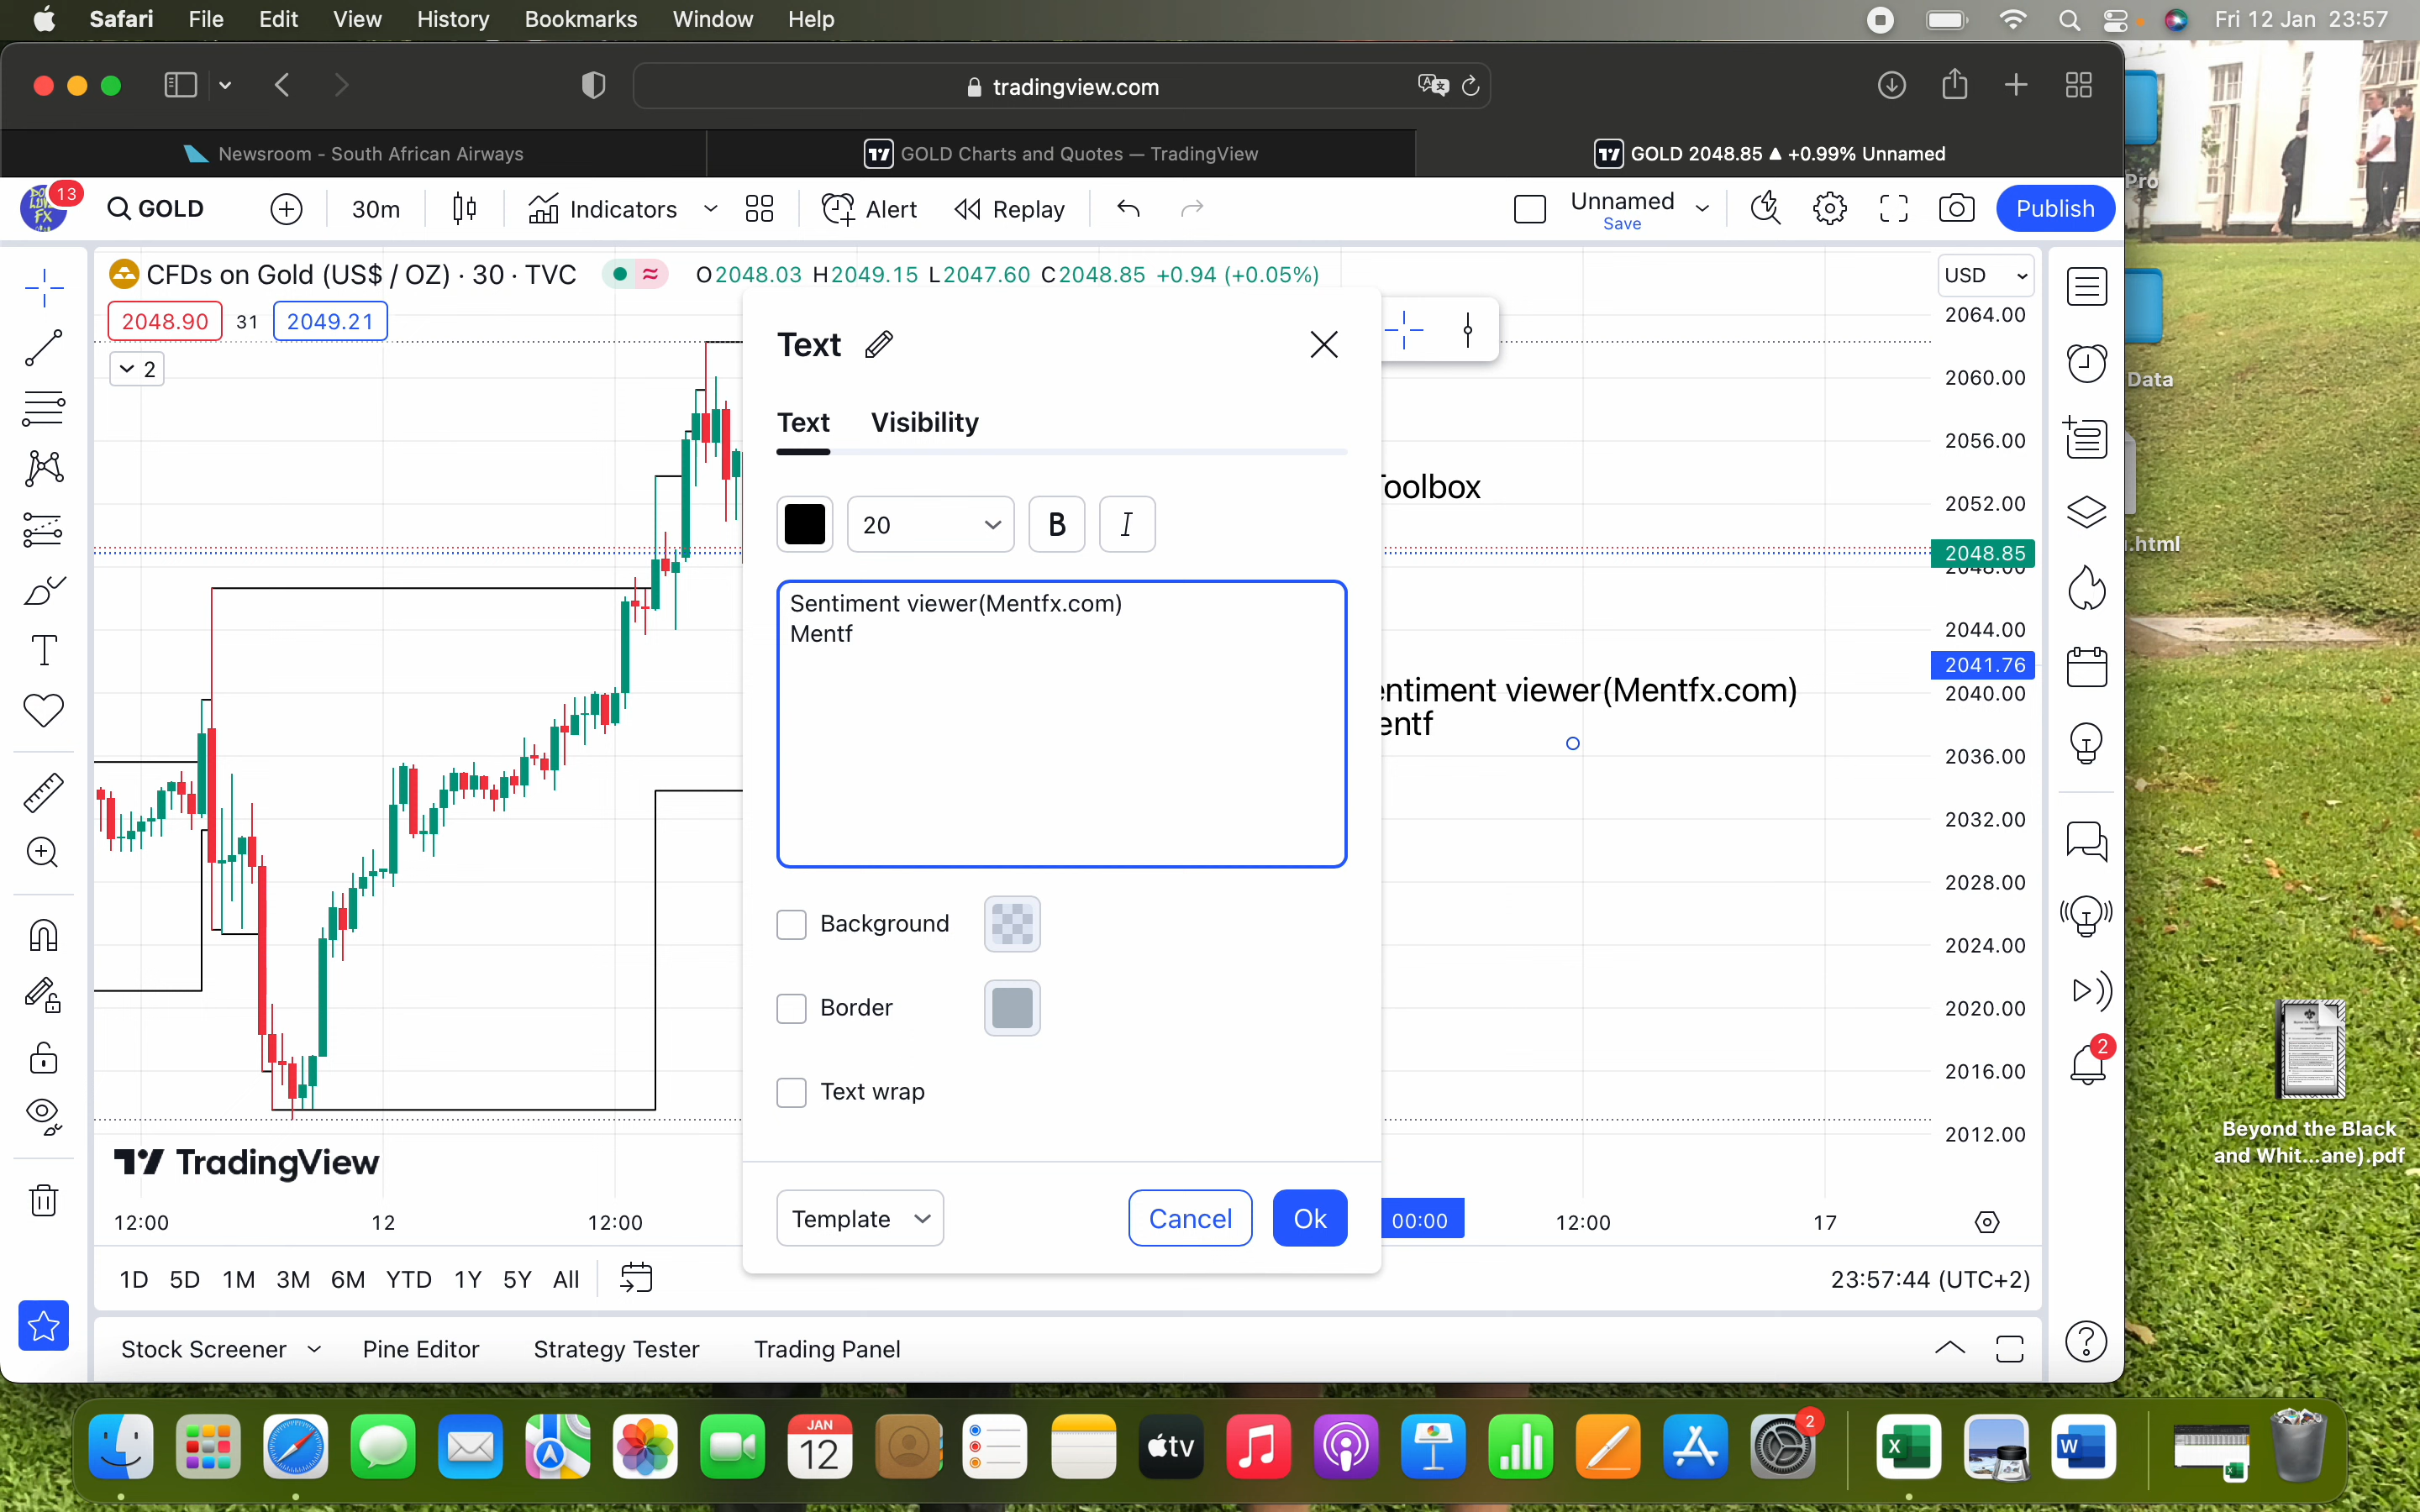 Safari File Edit View History Bookmarks Window Help Fri 12 Jan 23:57
tradingview.com
Newsroom - South African Airways
GOLD Charts and Quotes — TradingView
GOLD 2048.85 ▲ +0.99% Unnamed
13 GOLD 30m Indicators Alert Replay Unnamed Publish
Save
CFDs on Gold (US$ / OZ) · 30 · TVC O2048.03 H2049.15 L2047.60 C2048.85 +0.94 (+0.05%) USD
2048.90 31 2049.21
2
Text
Text Visibility
20 B I
Sentiment viewer(Mentfx.com)
Mentf
Background
Border
Text wrap
Template Cancel Ok
oolbox
entiment viewer(Mentfx.com)
entf
2064.00
2060.00
2056.00
2052.00
2048.85
2048.00
2044.00
2041.76
2040.00
2036.00
2032.00
2028.00
2024.00
2020.00
2016.00
2012.00
TradingView
12:00 12 12:00 00:00 12:00 17
1D 5D 1M 3M 6M YTD 1Y 5Y All 23:57:44 (UTC+2)
Stock Screener Pine Editor Strategy Tester Trading Panel
2
Pro
Data
.html
Beyond the Black
and Whit...ane).pdf
JAN
12
tv
2
X
W